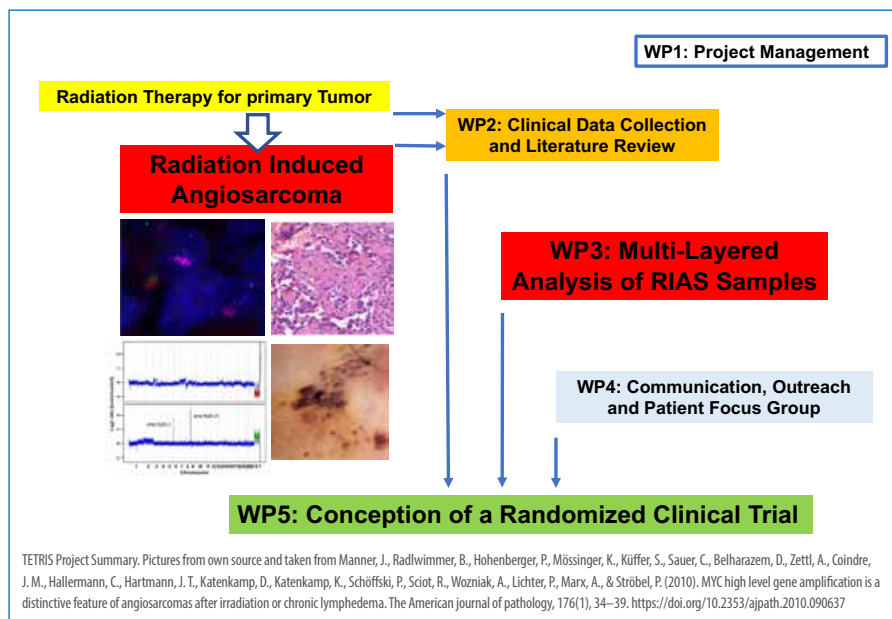 WP1: Project Management
Radiation Therapy for primary Tumor
WP2: Clinical Data Collection
and Literature Review
Radiation Induced
Angiosarcoma
WP3: Multi-Layered
Analysis of RIAS Samples
WP4: Communication, Outreach
and Patient Focus Group
Chromosome
WP5: Conception of a Randomized Clinical Trial
TETRIS Project Summary. Pictures from own source and taken from Manner, J., Radlwimmer, B., Hohenberger, P., Mössinger, K., Küffer, S., Sauer, C., Belharazem, D., Zettl, A., Coindre,
J. M., Hallermann, C., Hartmann, J. T., Katenkamp, D., Katenkamp, K., Schöffski, P., Sciot, R., Wozniak, A., Lichter, P., Marx, A., & Ströbel, P. (2010). MYC high level gene amplification is a
distinctive feature of angiosarcomas after irradiation or chronic lymphedema. The American journal of pathology, 176(1), 34–39. https://doi.org/10.2353/ajpath.2010.090637